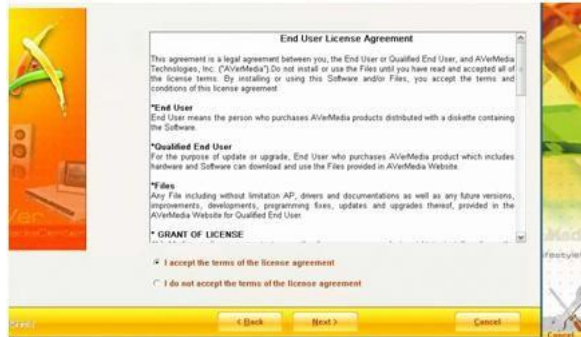 End User License Agreement
This agreement is a legal agreement between you, the End User or Qualified End User, and AVerMedia
Technologies, Inc. ("AVerMedia").Do not install or use the Files until you have read and accepted all of
the license terms. By installing or using this Software and/or Files, you accept the terms and
conditions of this license agreement.
*End User
End User means the person who purchases AVerMedia products distributed with a diskette containing
the Software.
*Qualified End User
For the purpose of update or upgrade, End User who purchases AVerMedia product which includes
hardware and Software can download and use the Files provided in AVerMedia Website.
*Files
Any File including without limitation AP, drivers and documentations as well as any future versions,
improvements, developments, programming fixes, updates and upgrades thereof, provided in the
AVerMedia Website for Qualified End User.
* GRANT OF LICENSE
I accept the terms of the license agreement
I do not accept the terms of the license agreement
< Back
Next >
Cancel
Cancel